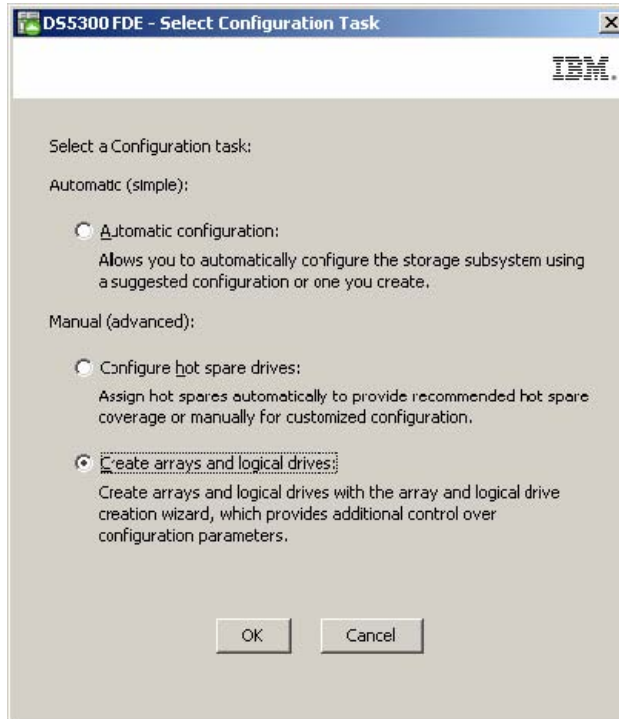 DS5300 FDE - Select Configuration Task
IBM.
Select a Configuration task:
Automatic (simple):
Automatic configuration:
Allows you to automatically configure the storage subsystem using
a suggested configuration or one you create.
Manual (advanced):
Configure hot spare drives:
Assign hot spares automatically to provide recommended hot spare
coverage or manually for customized configuration.
Create arrays and logical drives:
Create arrays and logical drives with the array and logical drive
creation wizard, which provides additional control over
configuration parameters.
OK Cancel